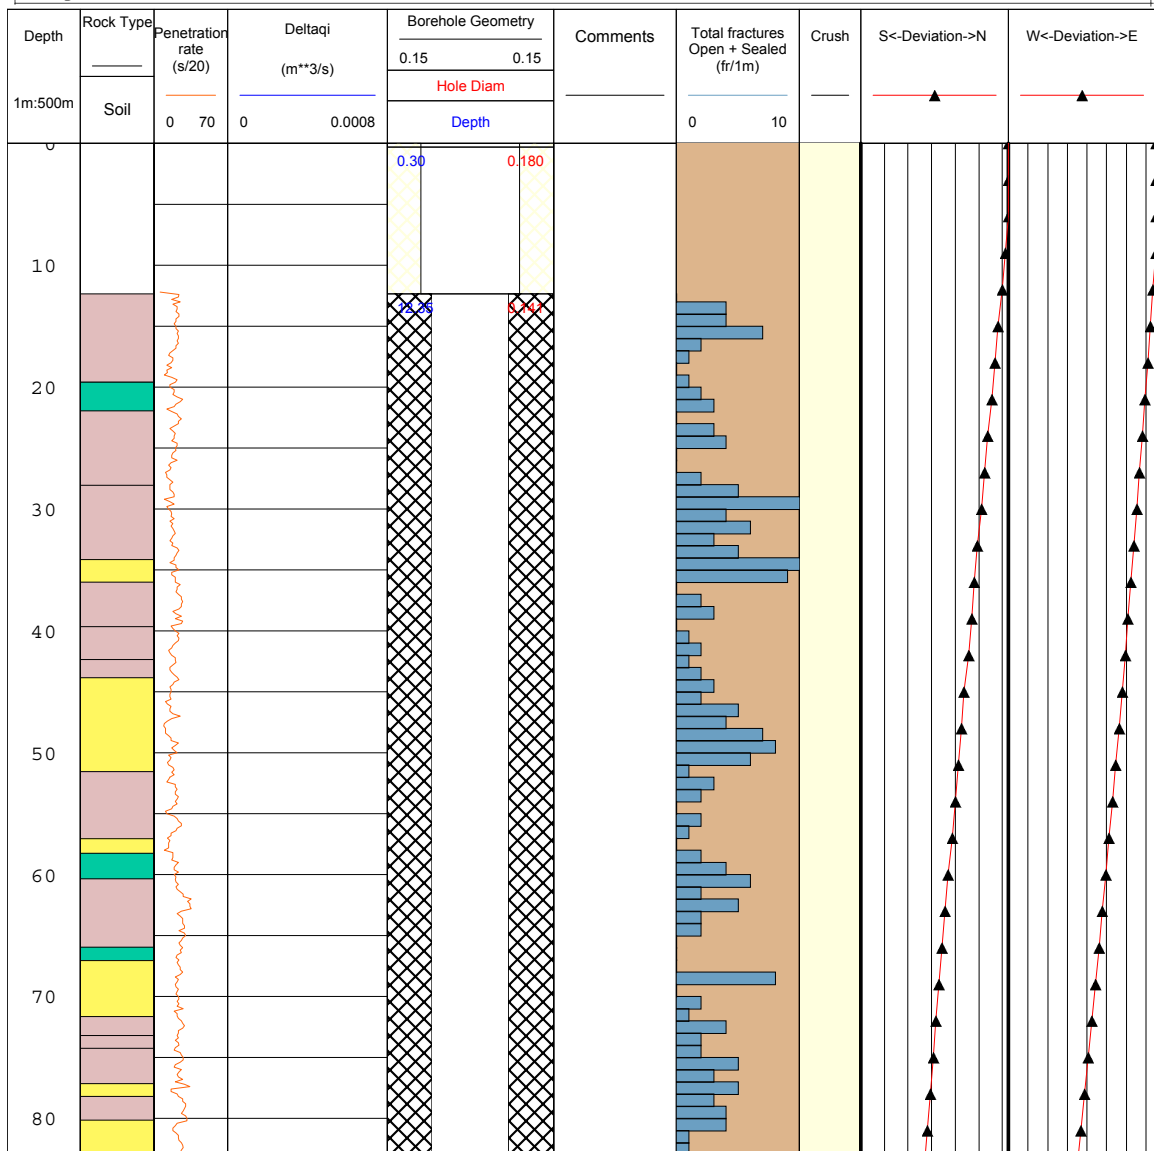 Depth
1m:500m
Rock Type
Soil
Penetration
rate
(s/20)
0 70
Deltaqi
(m**3/s)
0 0.0008
Borehole Geometry
0.15 0.15
Hole Diam
Depth
Comments
Total fractures
Open + Sealed
(fr/1m)
0 10
Crush
S<-Deviation->N
W<-Deviation->E
0
0.30 0.180
10
12.35 0.141
20
30
40
50
60
70
80